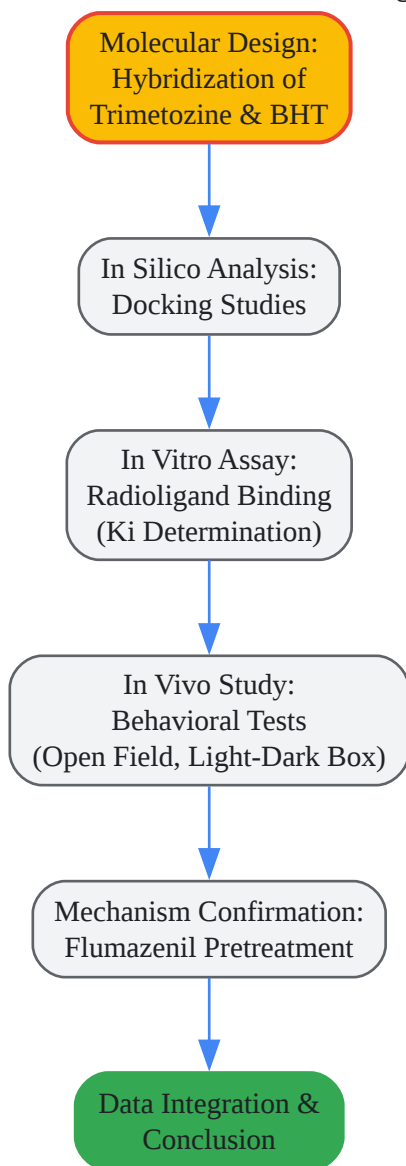 Molecular Design:
Hybridization of
Trimetozine & BHT
In Silico Analysis:
Docking Studies
In Vitro Assay:
Radioligand Binding
(Ki Determination)
In Vivo Study:
Behavioral Tests
(Open Field, Light-Dark Box)
Mechanism Confirmation:
Flumazenil Pretreatment
Data Integration &
Conclusion